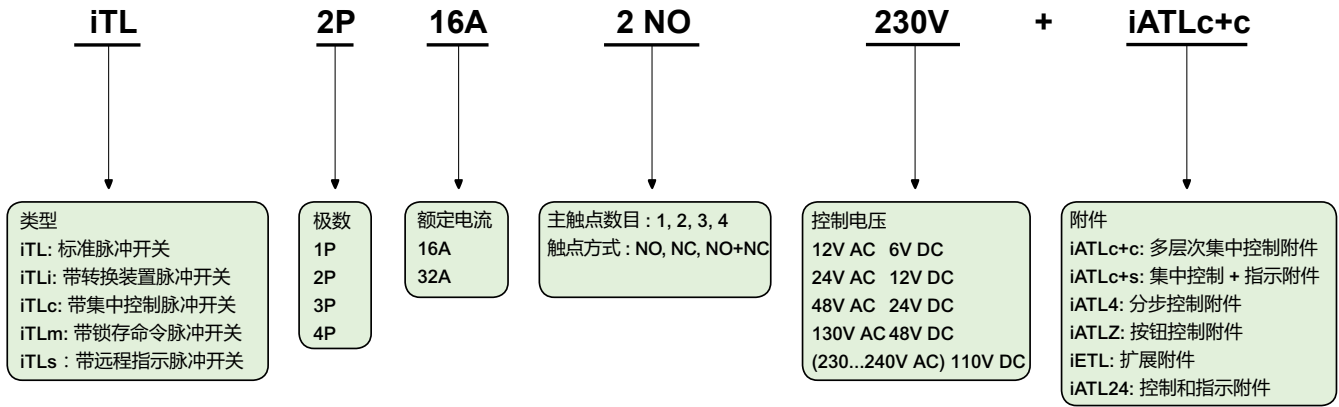 iTL 2P 16A 2 NO 230V + iATLc+c
类型
iTL: 标准脉冲开关
iTLi: 带转换装置脉冲开关
iTLc: 带集中控制脉冲开关
iTLm: 带锁存命令脉冲开关
iTLs : 带远程指示脉冲开关
极数
1P
2P
3P
4P
额定电流
16A
32A
主触点数目 : 1, 2, 3, 4
触点方式 : NO, NC, NO+NC
控制电压
12V AC 6V DC
24V AC 12V DC
48V AC 24V DC
130V AC 48V DC
(230...240V AC) 110V DC
附件
iATLc+c: 多层次集中控制附件
iATLc+s: 集中控制 + 指示附件
iATL4: 分步控制附件
iATLZ: 按钮控制附件
iETL: 扩展附件
iATL24: 控制和指示附件